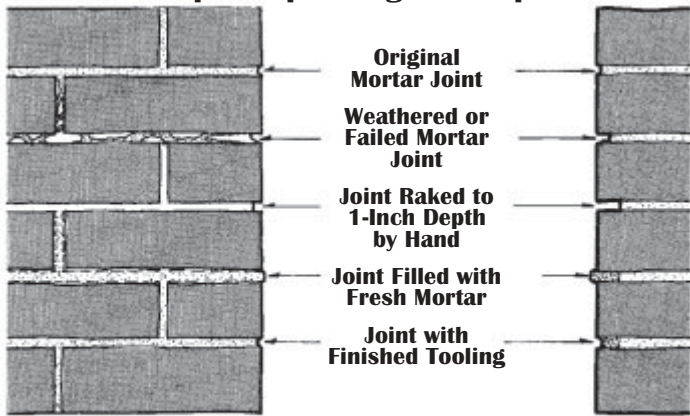 Original
Mortar Joint
Weathered or
Failed Mortar
Joint
Joint Raked to
1-Inch Depth
by Hand
Joint Filled with
Fresh Mortar
Joint with
Finished Tooling